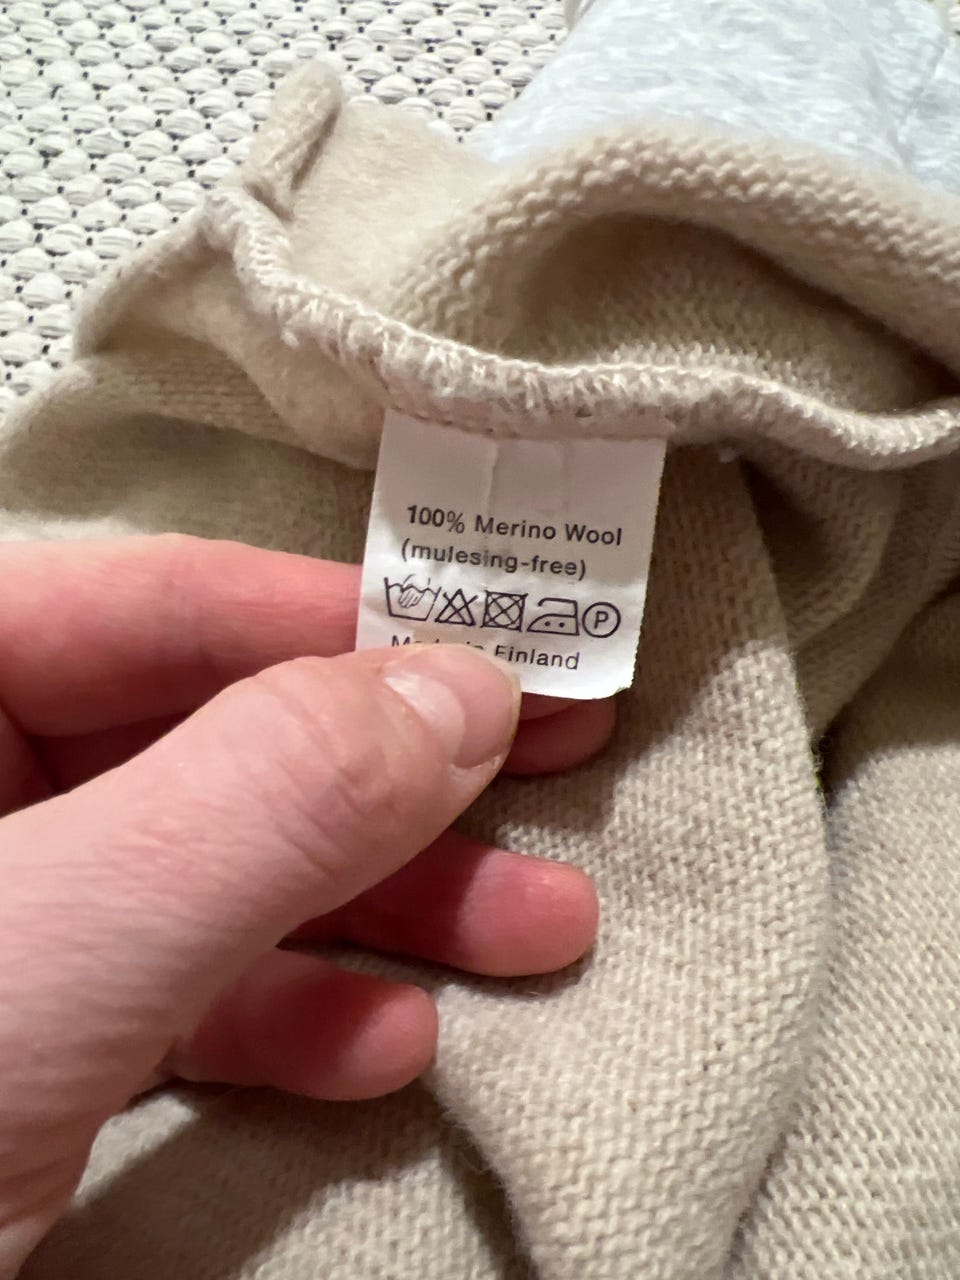 100% Merino Wool
(mulesing-free)
P
Finland